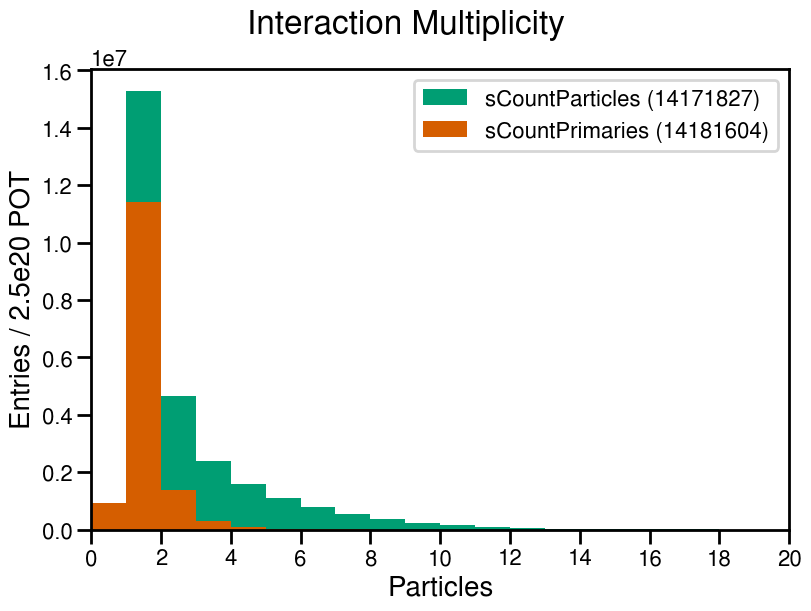 Interaction Multiplicity
1e7
1.6
1.4
1.2
1.0
0.8
0.6
0.4
0.2
0.0
Entries / 2.5e20 POT
sCountParticles (14171827)
sCountPrimaries (14181604)
0 2 4 6 8 10 12 14 16 18 20
Particles